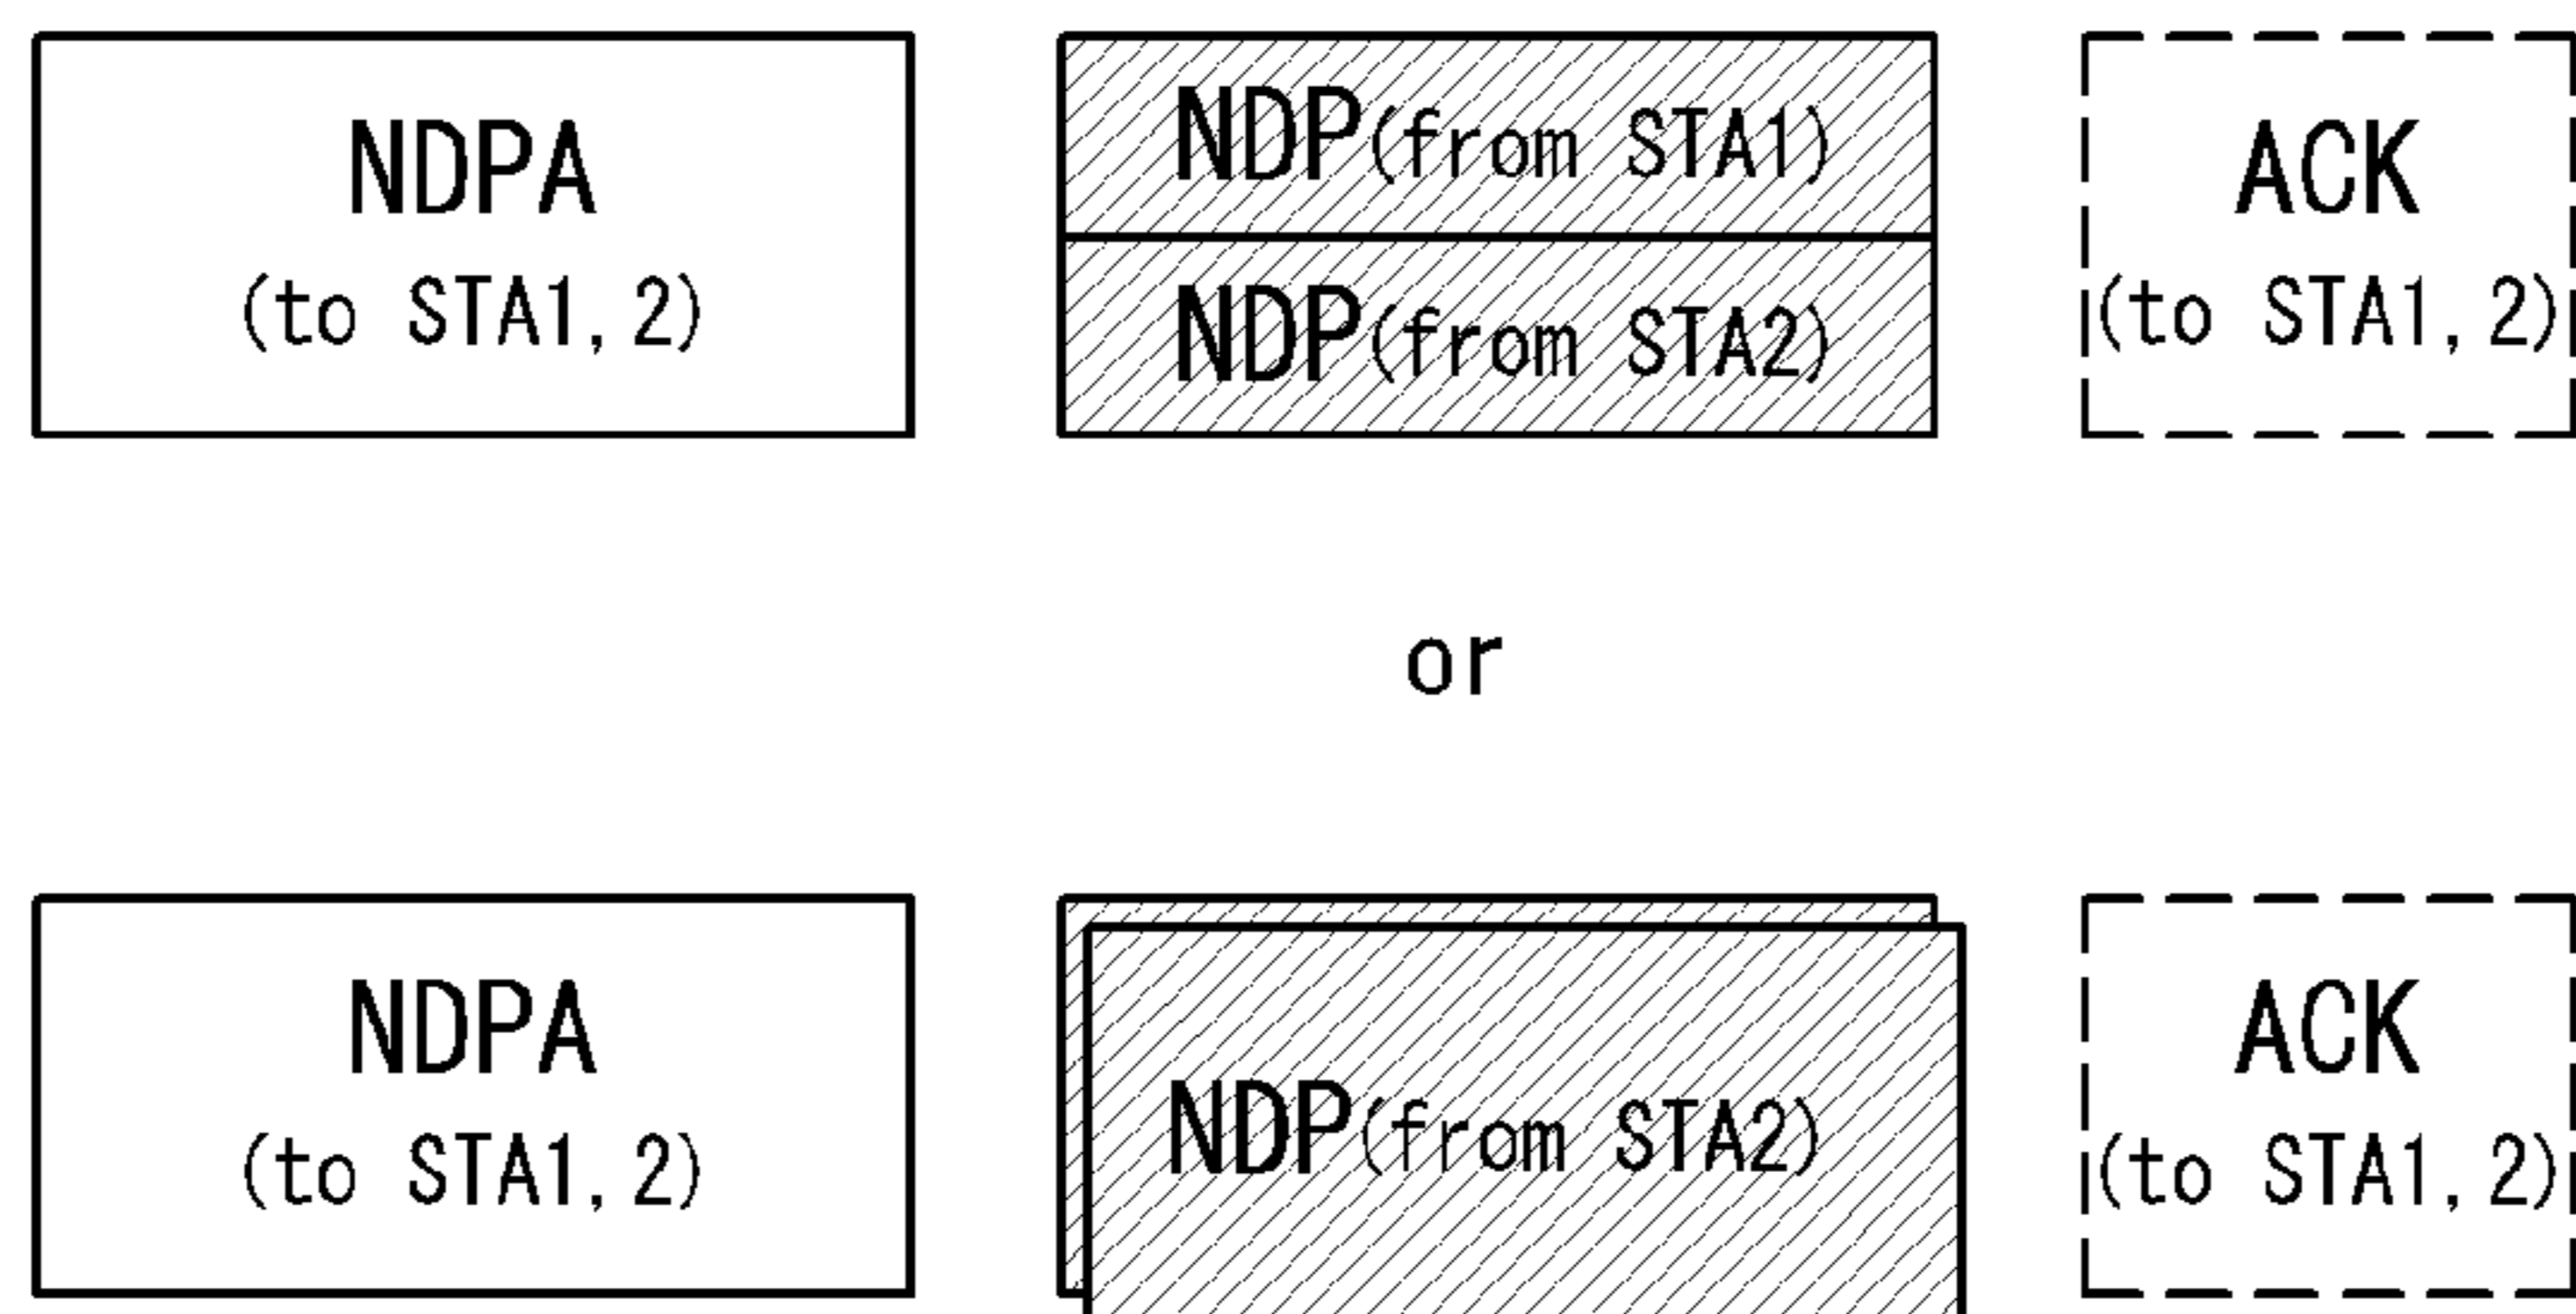 NDPA
(to STA1, 2)
NDP(from STA1)
NDP(from STA2)
ACK
(to STA1, 2)
or
NDPA
(to STA1, 2)
NDP(from STA2)
ACK
(to STA1, 2)